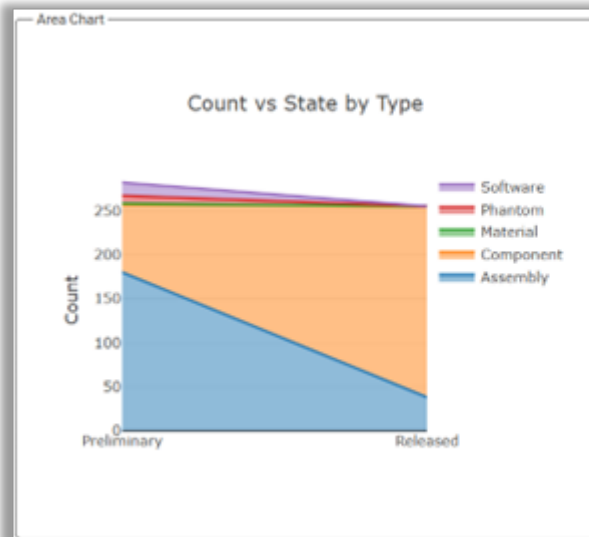 Area Chart
Count vs State by Type
Software
Phantom
Material
Component
Assembly
Count
250
200
150
100
50
0
Preliminary
Released